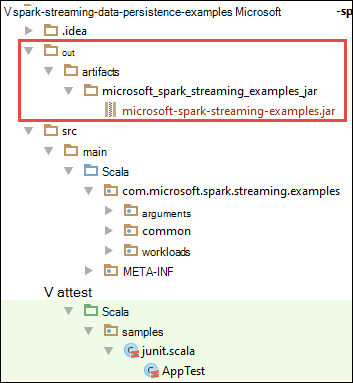 V spark-streaming-data-persistence-examples Microsoft -sp
.idea
out
artifacts
microsoft_spark_streaming_examples_jar
microsoft-spark-streaming-examples.jar
src
main
Scala
com.microsoft.spark.streaming.examples
arguments
common
workloads
META-INF
V attest
Scala
samples
junit.scala
AppTest